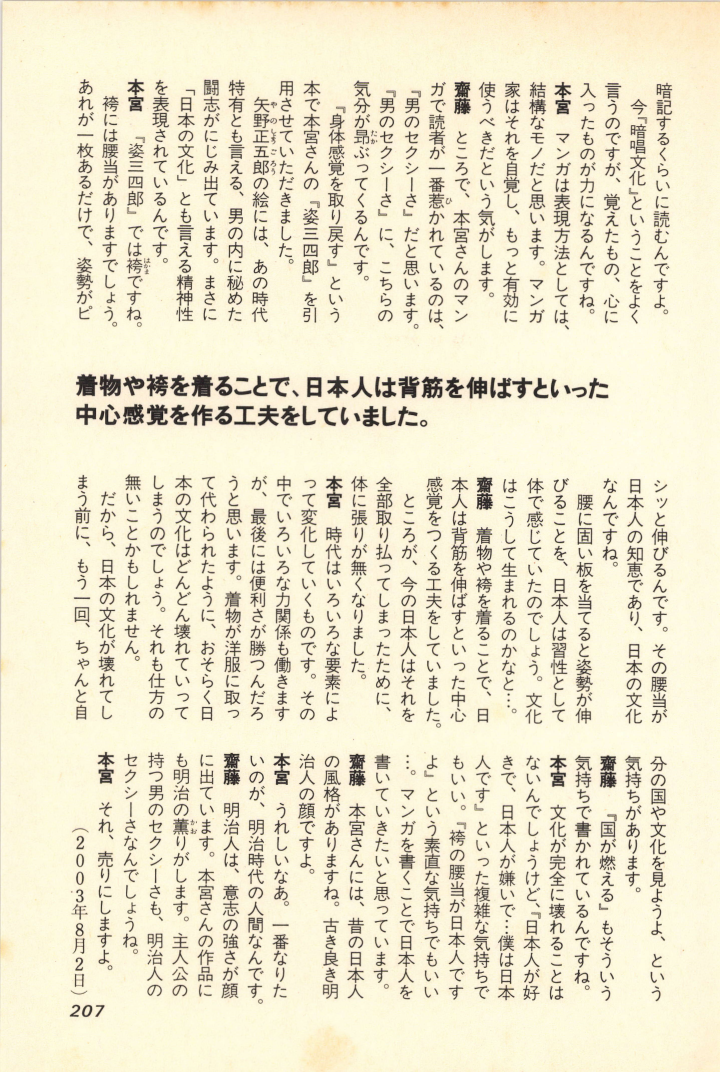 暗記するくらいに読むんですよ。
今『暗唱文化』ということをよく
言うのですが、覚えたもの、心に
入ったものが力になるんですね。
本宮　マンガは表現方法としては、
結構なモノだと思います。マンガ
家はそれを自覚し、もっと有効に
使うべきだという気がします。
齋藤　ところで、本宮さんのマン
ガで読者が一番惹かれているのは、
『男のセクシーさ』だと思います。
『男のセクシーさ』に、こちらの
気分が昂ぶってくるんです。
『身体感覚を取り戻す』という
本で本宮さんの『姿三四郎』を引
用させていただきました。
矢野正五郎の絵には、あの時代
特有とも言える、男の内に秘めた
闘志がにじみ出ています。まさに
「日本の文化」とも言える精神性
を表現されているんです。
本宮　『姿三四郎』では袴ですね。
袴には腰当がありますでしょう。
あれが一枚あるだけで、姿勢がピ
着物や袴を着ることで、日本人は背筋を伸ばすといった
中心感覚を作る工夫をしていました。
シッと伸びるんです。その腰当が
日本人の知恵であり、日本の文化
なんですね。
腰に固い板を当てると姿勢が伸
びることを、日本人は習性として
体で感じていたのでしょう。文化
はこうして生まれるのかなと…。
齋藤　着物や袴を着ることで、日
本人は背筋を伸ばすといった中心
感覚をつくる工夫をしていました。
ところが、今の日本人はそれを
全部取り払ってしまったために、
体に張りが無くなりました。
本宮　時代はいろいろな要素によ
って変化していくものです。その
中でいろいろな力関係も働きます
が、最後には便利さが勝つんだろ
うと思います。着物が洋服に取っ
て代わられたように、おそらく日
本の文化はどんどん壊れていって
しまうのでしょう。それも仕方の
無いことかもしれません。
だから、日本の文化が壊れてし
まう前に、もう一回、ちゃんと自
分の国や文化を見ようよ、という
気持ちがあります。
齋藤　『国が燃える』もそういう
気持ちで書かれているんですね。
本宮　文化が完全に壊れることは
ないんでしょうけど、『日本人が好
きで、日本人が嫌いで…僕は日本
人です』といった複雑な気持ちで
もいい。『袴の腰当が日本人です
よ』という素直な気持ちでもいい
…。マンガを書くことで日本人を
書いていきたいと思っています。
齋藤　本宮さんには、昔の日本人
の風格がありますね。古き良き明
治人の顔ですよ。
本宮　うれしいなあ。一番なりた
いのが、明治時代の人間なんです。
齋藤　明治人は、意志の強さが顔
に出ています。本宮さんの作品に
も明治の薫りがします。主人公の
持つ男のセクシーさも、明治人の
セクシーさなんでしょうね。
本宮　それ、売りにしますよ。
（２００３年８月２日）
207